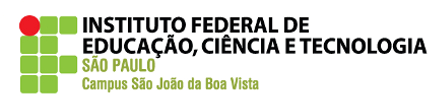 INSTITUTO FEDERAL DE
EDUCAÇÃO, CIÊNCIA E TECNOLOGIA
SÃO PAULO
Campus São João da Boa Vista